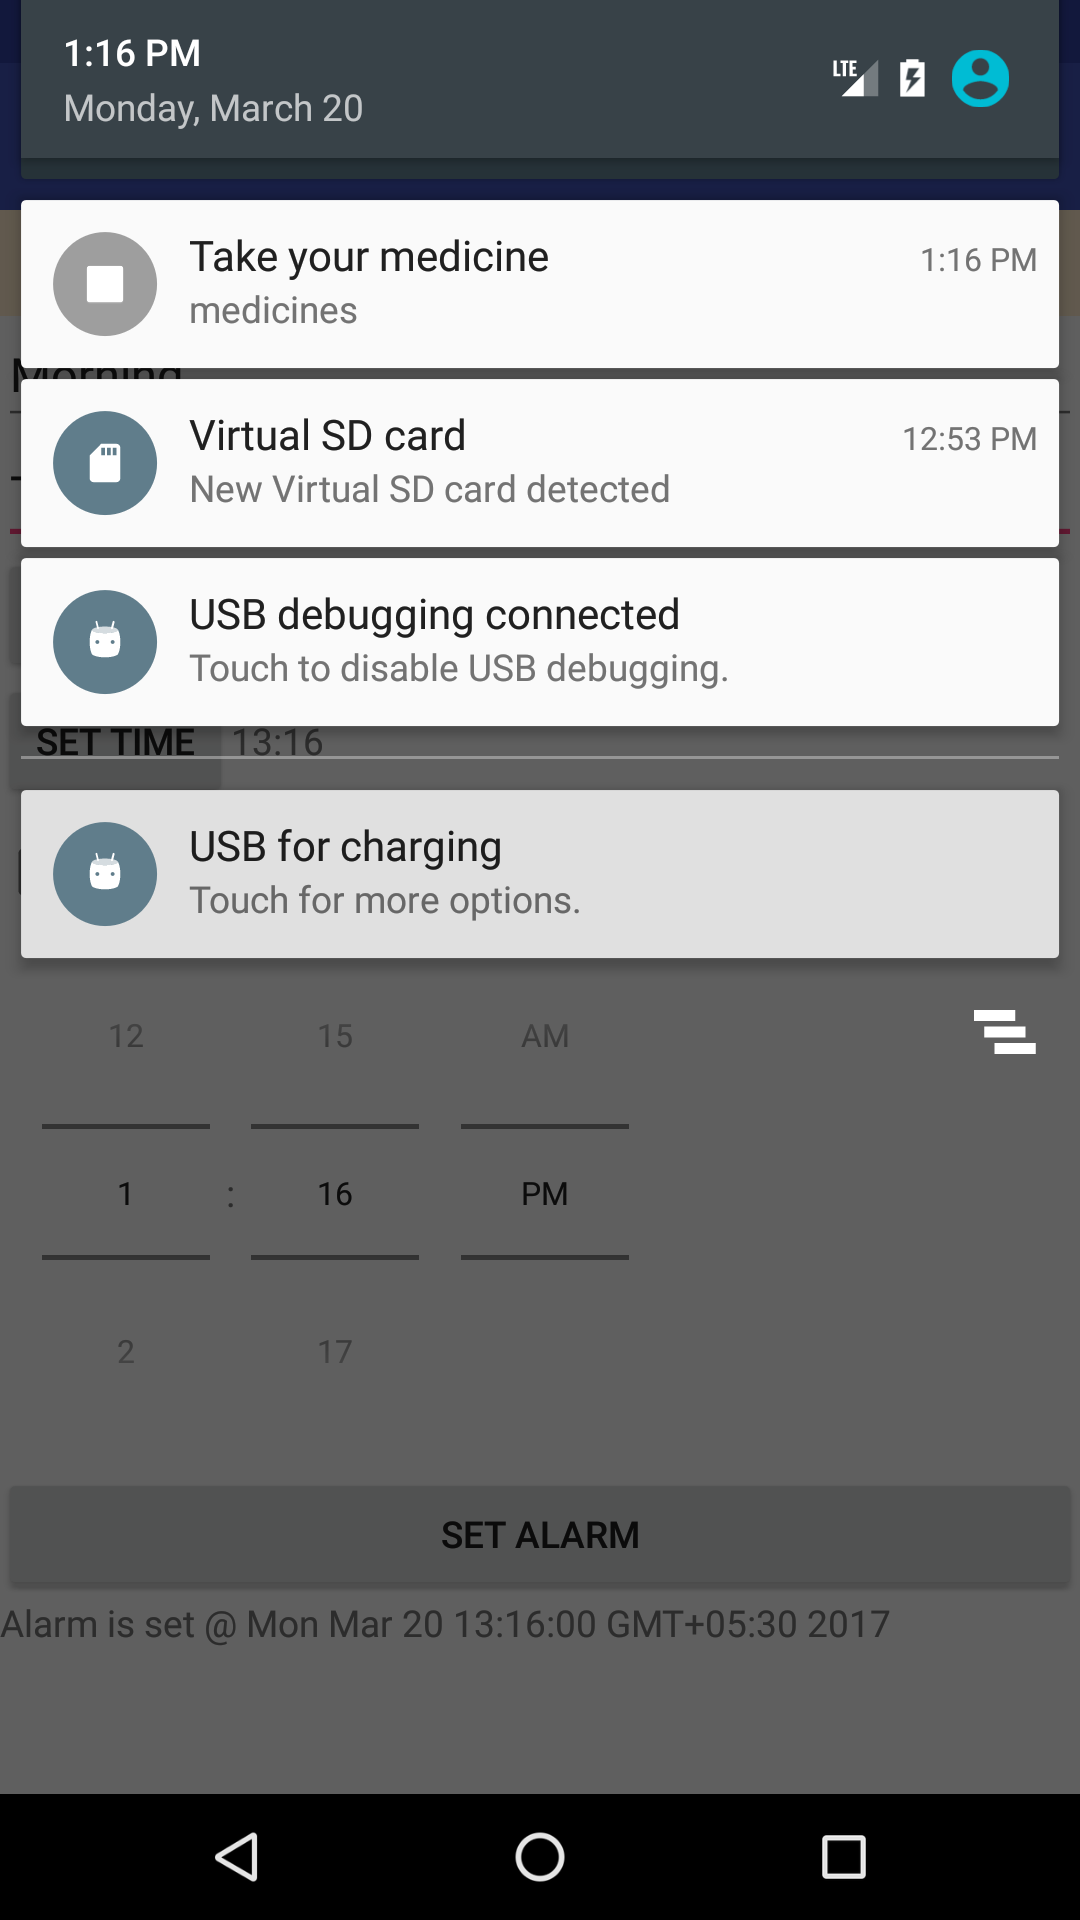 1:16 PM
LTE
Monday, March 20
Take your medicine
1:16 PM
medicines
Morning
Virtual SD card
12:53 PM
New Virtual SD card detected
USB debugging connected
Touch to disable USB debugging.
SET TIME 13:16
USB for charging
Touch for more options.
12 15 AM
1 : 16 PM
2 17
SET ALARM
Alarm is set @ Mon Mar 20 13:16:00 GMT+05:30 2017